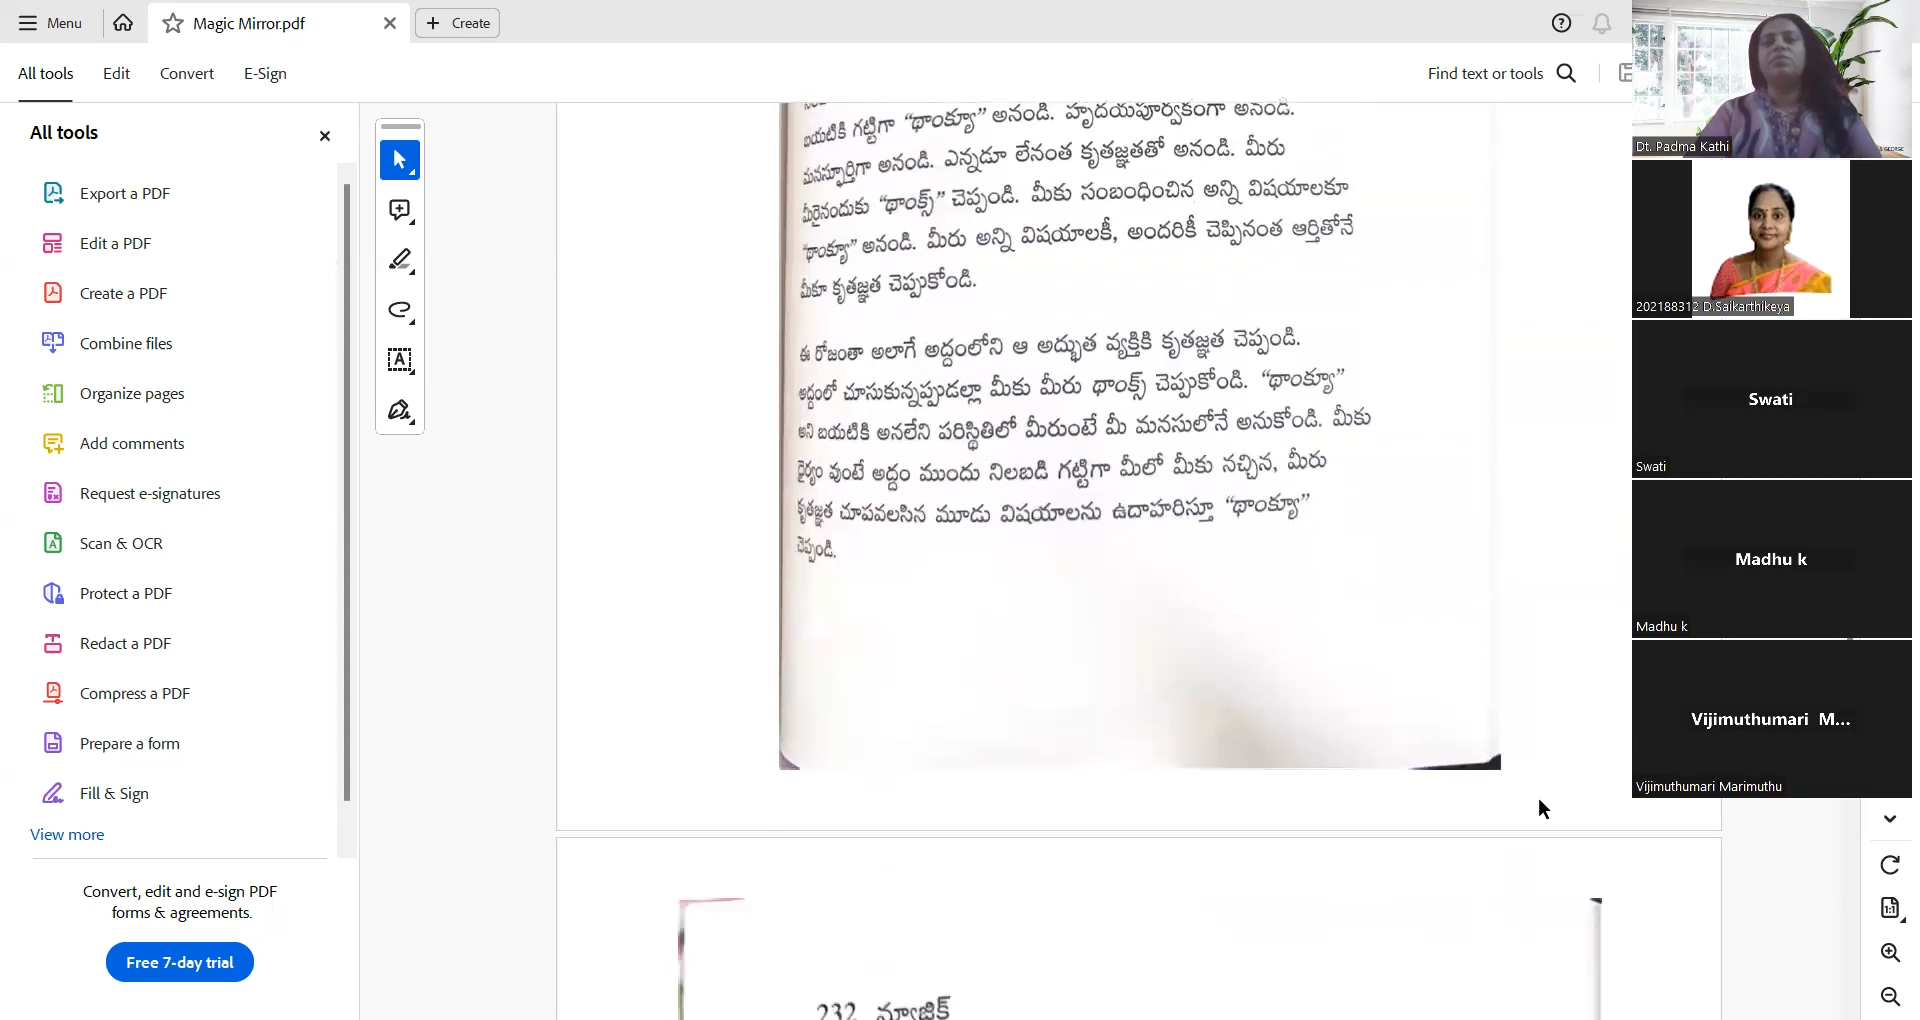 Menu
Magic Mirror.pdf
Create
All tools
Edit
Convert
E-Sign
Find text or tools
All tools
Export a PDF
Edit a PDF
Create a PDF
Combine files
Organize pages
Add comments
Request e-signatures
Scan & OCR
Protect a PDF
Redact a PDF
Compress a PDF
Prepare a form
Fill & Sign
View more
Convert, edit and e-sign PDF
forms & agreements.
Free 7-day trial
బయటికి గట్టిగా “థాంక్యూ” అనండి. హృదయపూర్వకంగా అనండి.
మనస్ఫూర్తిగా అనండి. ఎన్నడూ లేనంత కృతజ్ఞతతో అనండి. మీరు
మీరైనందుకు “థాంక్స్” చెప్పండి. మీకు సంబంధించిన అన్ని విషయాలకూ
“థాంక్యూ” అనండి. మీరు అన్ని విషయాలకీ, అందరికీ చెప్పినంత ఆర్తితోనే
మీకూ కృతజ్ఞత చెప్పుకోండి.
ఈ రోజంతా అలాగే అద్దంలోని ఆ అద్భుత వ్యక్తికి కృతజ్ఞత చెప్పండి.
అద్దంలో చూసుకున్నప్పుడల్లా మీకు మీరు థాంక్స్ చెప్పుకోండి. “థాంక్యూ”
అని బయటికి అనలేని పరిస్థితిలో మీరుంటే మీ మనసులోనే అనుకోండి. మీకు
ధైర్యం వుంటే అద్దం ముందు నిలబడి గట్టిగా మీలో మీకు నచ్చిన, మీరు
కృతజ్ఞత చూపవలసిన మూడు విషయాలను ఉదాహరిస్తూ “థాంక్యూ”
చెప్పండి.
232 మ్యాజిక్
Dt. Padma Kathi
202188312 D.Saikarthikeya
Swati
Swati
Madhu k
Madhu k
Vijimuthumari M...
Vijimuthumari Marimuthu